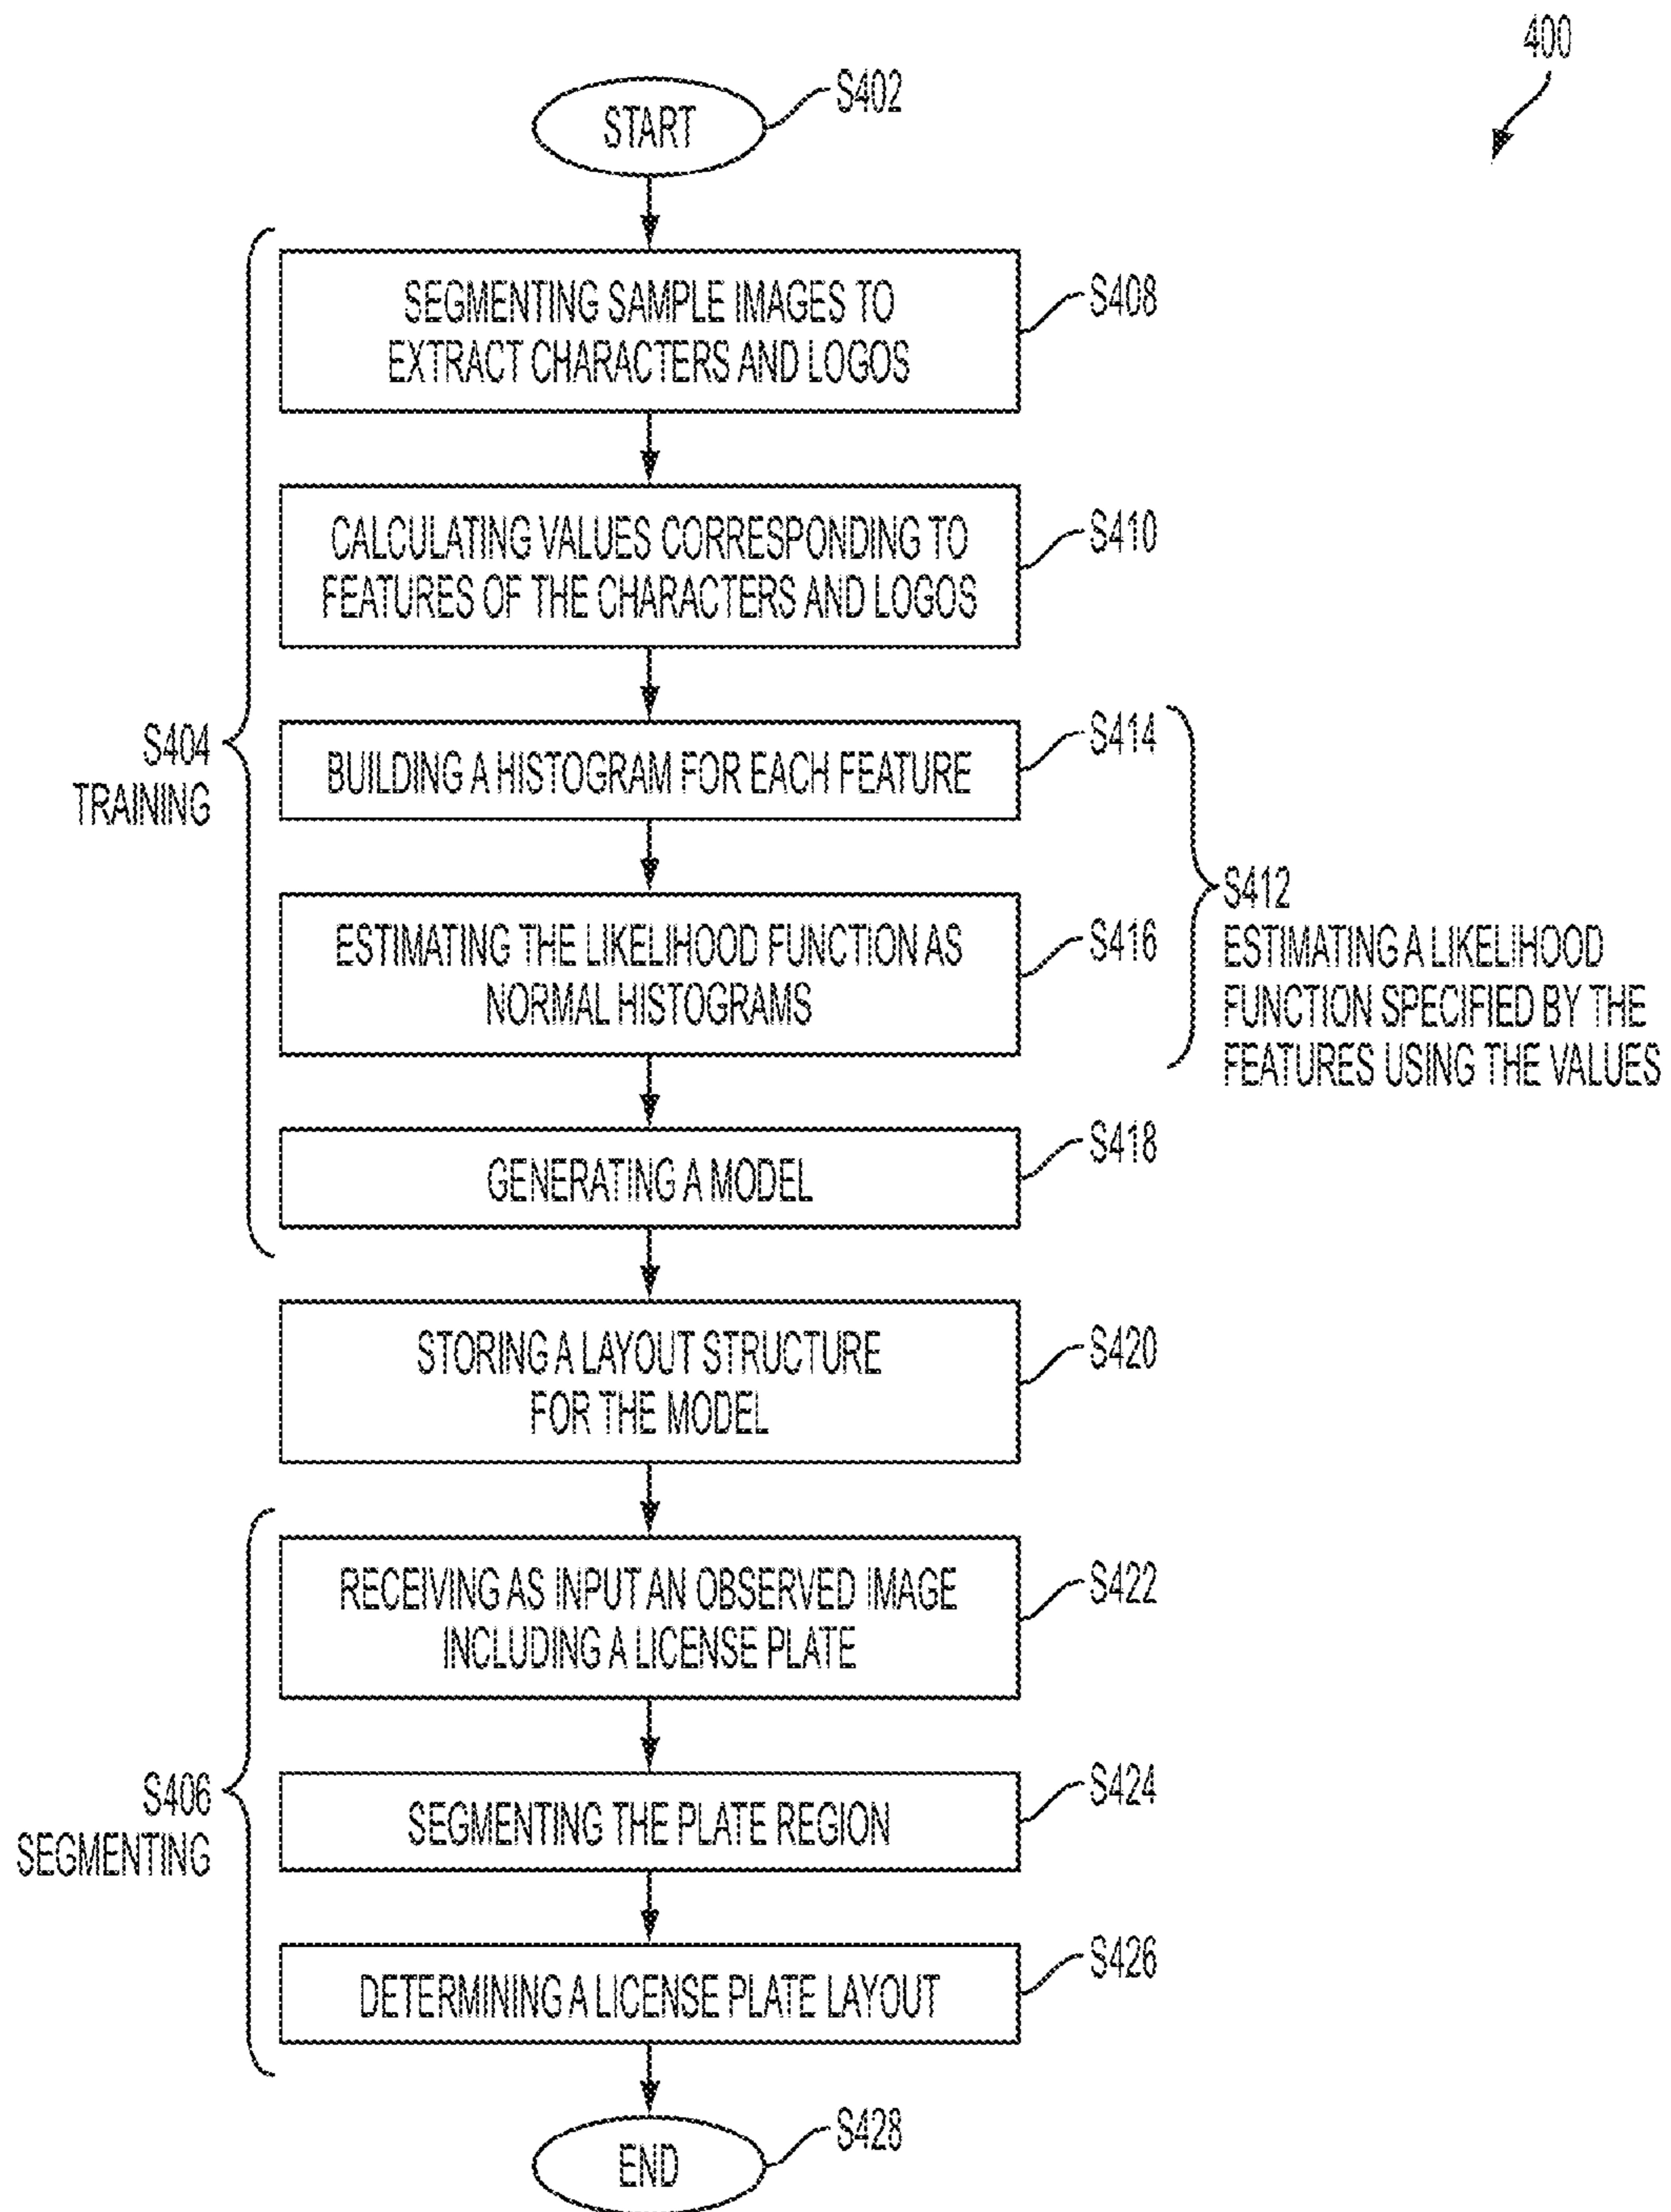 400
START
S402
SEGMENTING SAMPLE IMAGES TO
EXTRACT CHARACTERS AND LOGOS
S408
CALCULATING VALUES CORRESPONDING TO
FEATURES OF THE CHARACTERS AND LOGOS
S410
S404
TRAINING
BUILDING A HISTOGRAM FOR EACH FEATURE
S414
ESTIMATING THE LIKELIHOOD FUNCTION AS
NORMAL HISTOGRAMS
S416
S412
ESTIMATING A LIKELIHOOD
FUNCTION SPECIFIED BY THE
FEATURES USING THE VALUES
GENERATING A MODEL
S418
STORING A LAYOUT STRUCTURE
FOR THE MODEL
S420
RECEIVING AS INPUT AN OBSERVED IMAGE
INCLUDING A LICENSE PLATE
S422
S406
SEGMENTING
SEGMENTING THE PLATE REGION
S424
DETERMINING A LICENSE PLATE LAYOUT
S426
END
S428